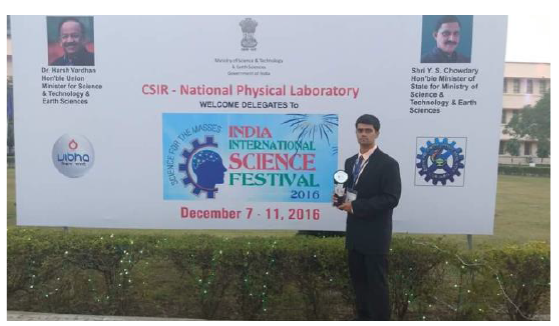 Ministry of Science & Technology
& Earth Sciences
Government of India
Dr. Harsh Vardhan
Hon'ble Union
Minister for Science
& Technology &
Earth Sciences
Shri Y. S. Chowdary
Hon'ble Minister of
State for Ministry of
Science &
Technology & Earth
Sciences
CSIR - National Physical Laboratory
WELCOME DELEGATES TO
SCIENCE FOR THE MASSES
INDIA
INTERNATIONAL
SCIENCE
FESTIVAL
2016
December 7 - 11, 2016
vibha